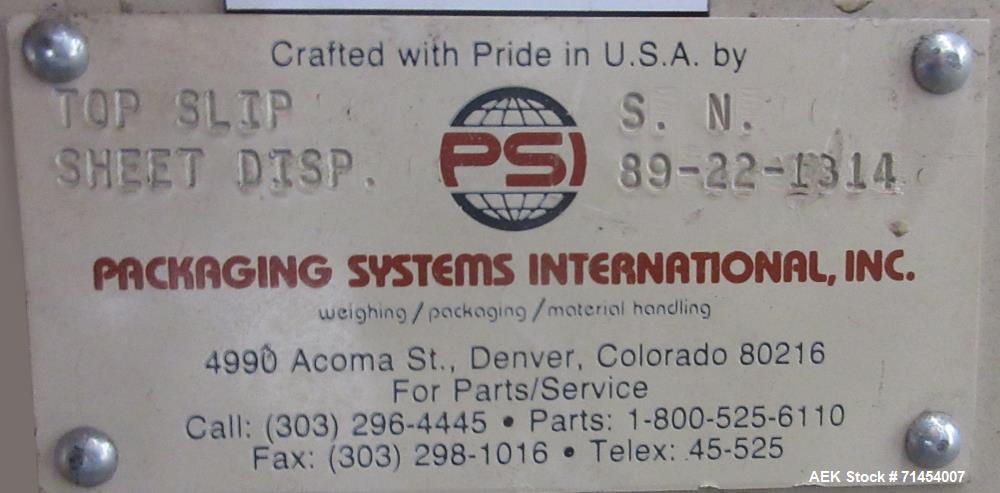 Crafted with Pride in U.S.A. by
TOP SLIP
SHEET DISP.
PSI
S. N.
89-22-1314
PACKAGING SYSTEMS INTERNATIONAL, INC.
weighing/packaging/material handling
4990 Acoma St., Denver, Colorado 80216
For Parts/Service
Call: (303) 296-4445 • Parts: 1-800-525-6110
Fax: (303) 298-1016 • Telex: 45-525
AEK Stock # 71454007